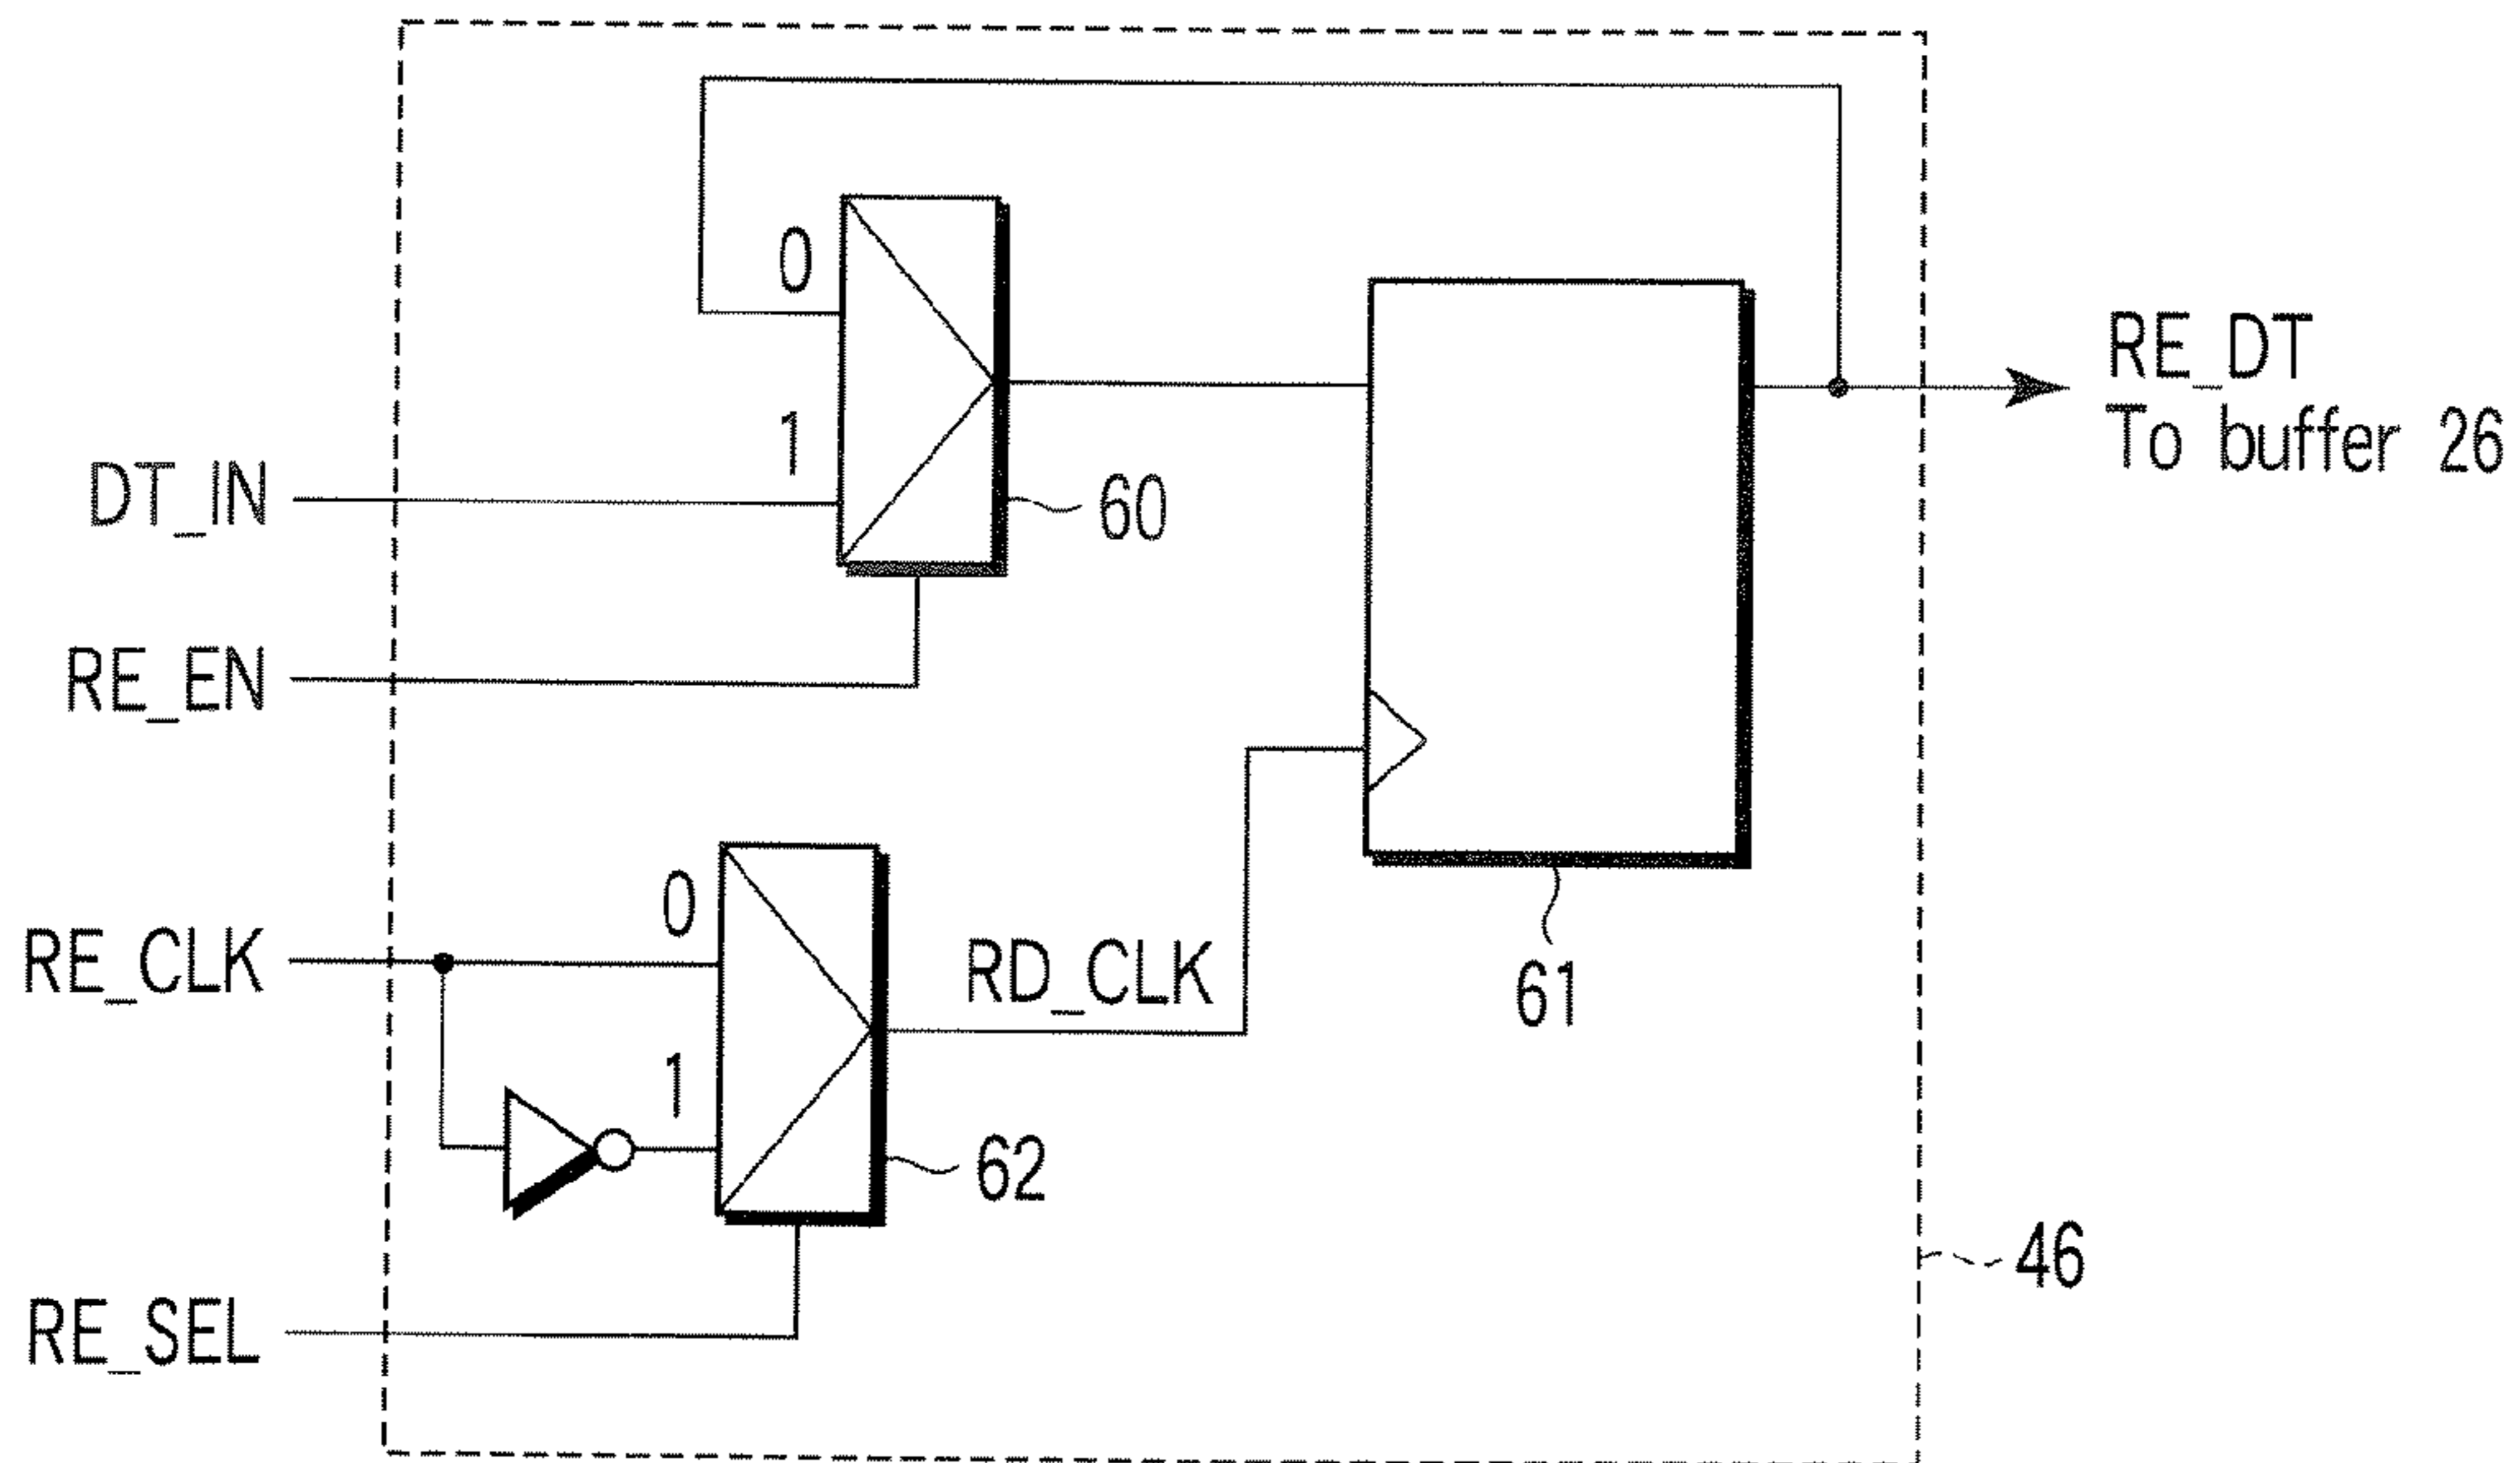 0
RE_DT
To buffer 26
1
DT_IN
60
RE_EN
0
RE_CLK
RD_CLK
61
1
62
46
RE_SEL